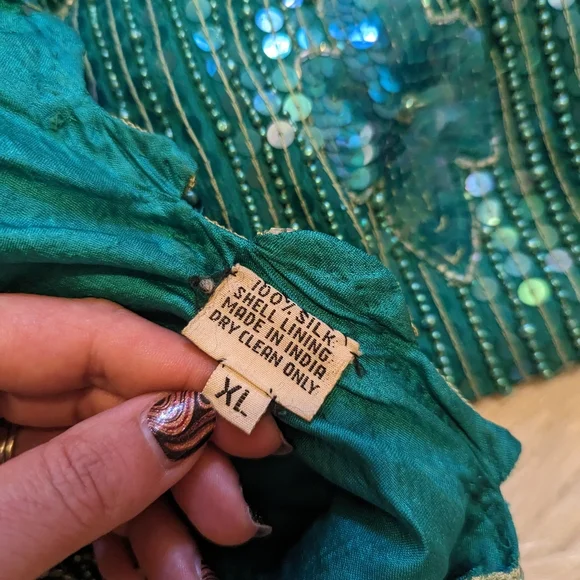 100% SILK
SHELL LINING
MADE IN INDIA
DRY CLEAN ONLY
XL